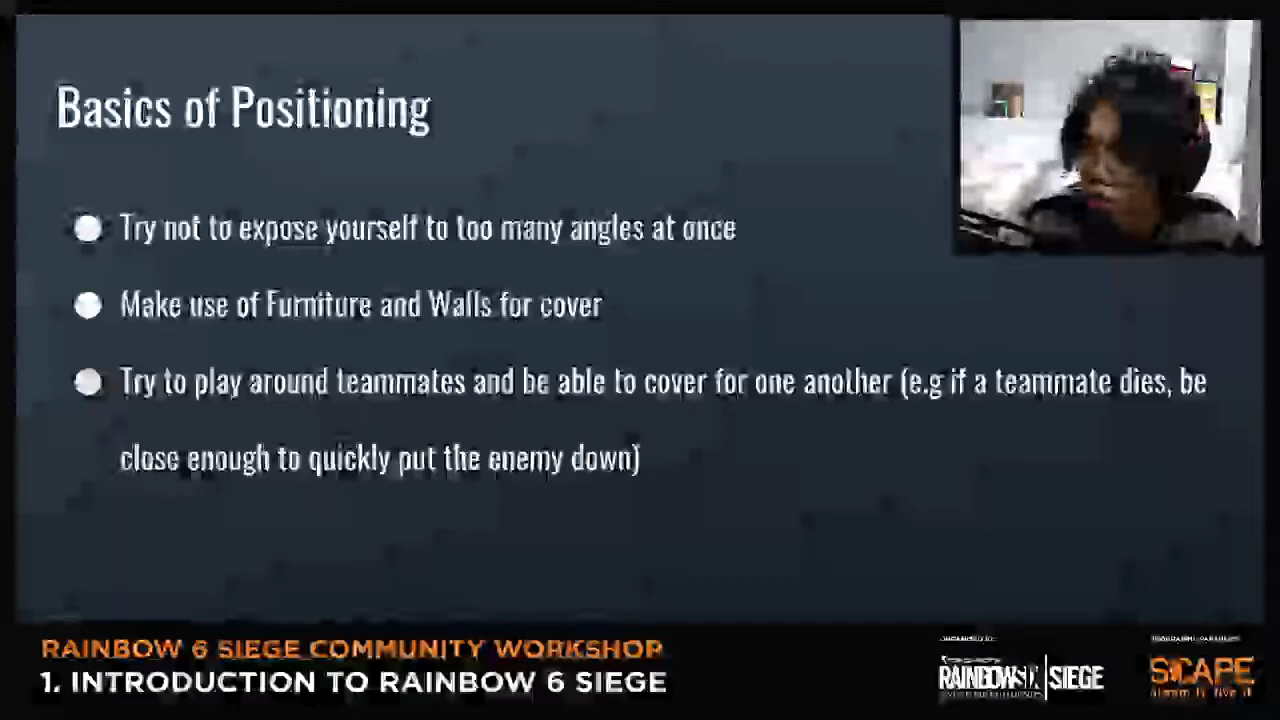 Basics of Positioning
Try not to expose yourself to too many angles at once
Make use of Furniture and Walls for cover
Try to play around teammates and be able to cover for one another (e.g if a teammate dies, be
close enough to quickly put the enemy down)
RAINBOW 6 SIEGE COMMUNITY WORKSHOP
1. INTRODUCTION TO RAINBOW 6 SIEGE
RAINBOW SIX SIEGE
SCAPE